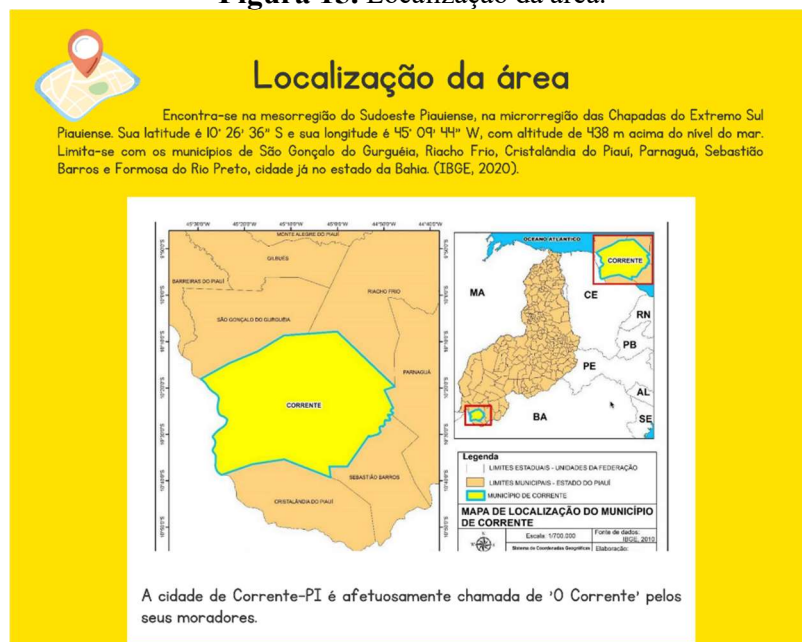 Figura 13. Localização da área.
Localização da área
Encontra-se na mesorregião do Sudoeste Piauiense, na microrregião das Chapadas do Extremo Sul
Piauiense. Sua latitude é 10° 26' 36" S e sua longitude é 45° 09' 44" W, com altitude de 438 m acima do nível do mar.
Limita-se com os municípios de São Gonçalo do Gurguéia, Riacho Frio, Cristalândia do Piauí, Parnaguá, Sebastião
Barros e Formosa do Rio Preto, cidade já no estado da Bahia. (IBGE, 2020).
MONTE ALEGRE DO PIAUÍ
GILBUÉS
BARREIRAS DO PIAUÍ
RIACHO FRIO
SÃO GONÇALO DO GURGUÉIA
PARNAGUÁ
CORRENTE
SEBASTIÃO BARROS
CRISTALÂNDIA DO PIAUÍ
OCEANO ATLÂNTICO
CORRENTE
MA
CE
RN
PB
PE
AL
SE
BA
Legenda
LIMITES ESTADUAIS - UNIDADES DA FEDERAÇÃO
LIMITES MUNICIPAIS - ESTADO DO PIAUÍ
MUNICÍPIO DE CORRENTE
MAPA DE LOCALIZAÇÃO DO MUNICÍPIO
DE CORRENTE
Escala: 1/700.000
Fonte de dados:
IBGE, 2010
Sistema de Coordenadas Geográficas
Elaboração:
A cidade de Corrente-PI é afetuosamente chamada de 'O Corrente' pelos
seus moradores.